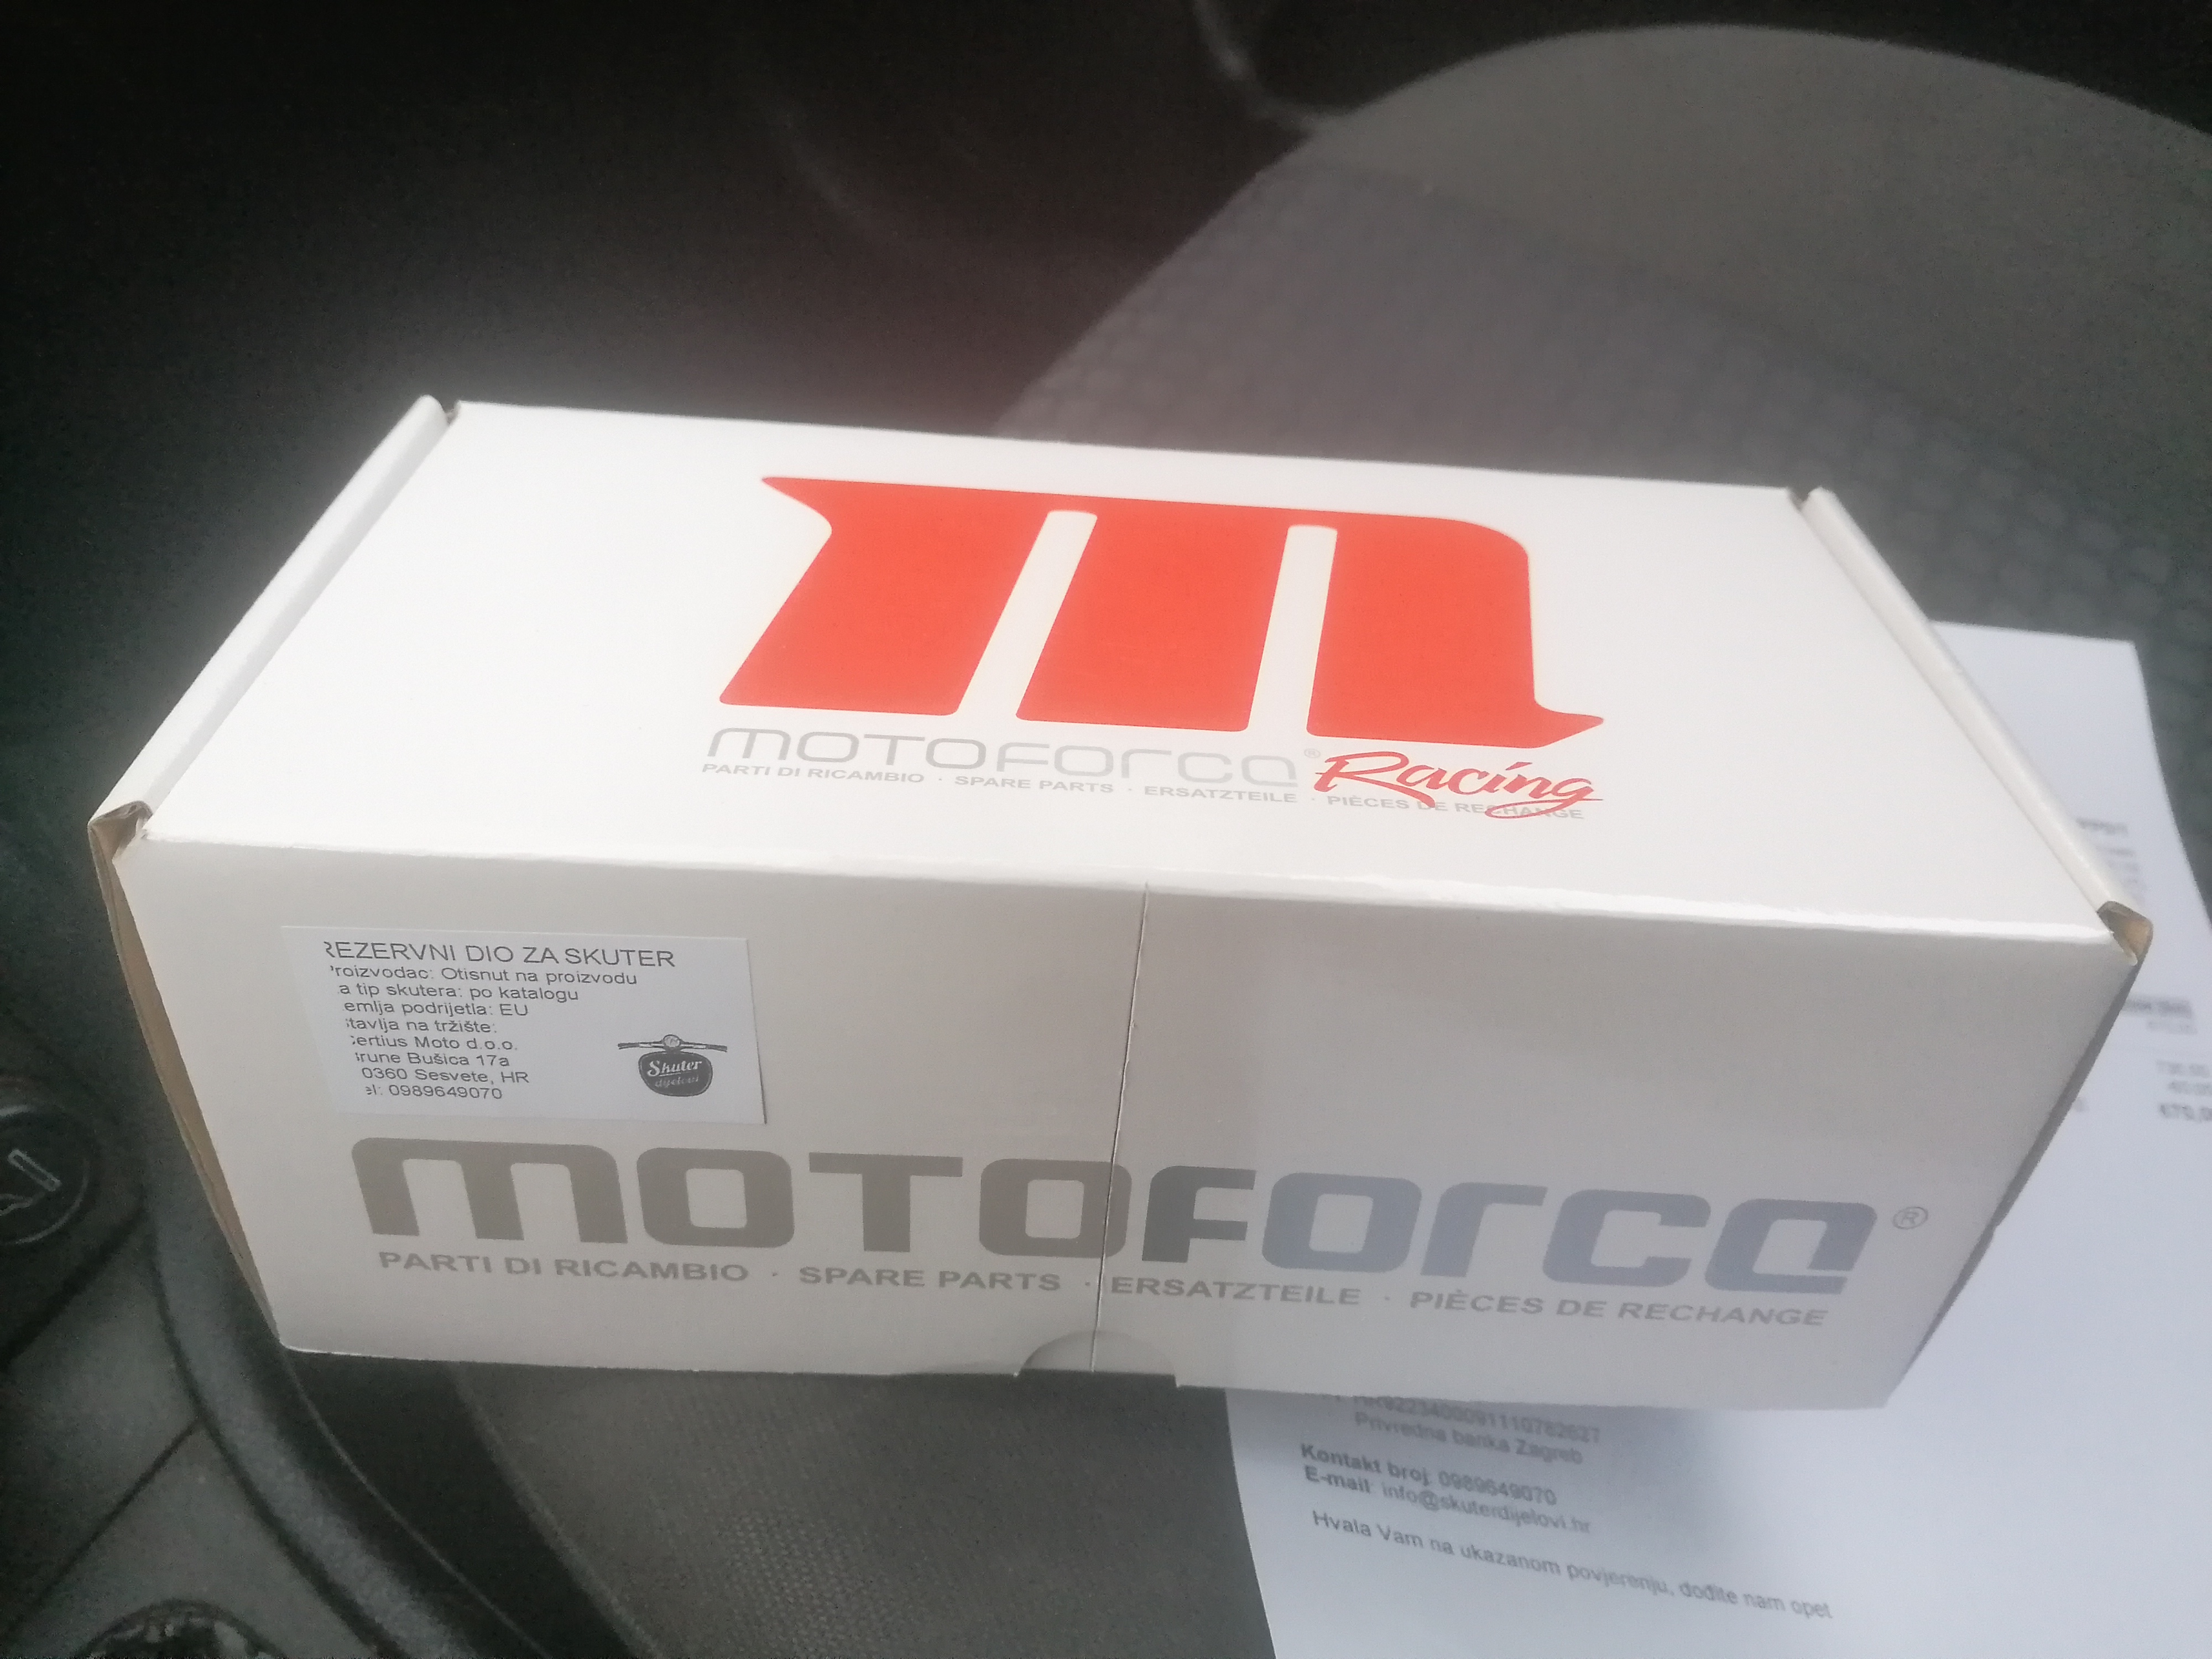 m
MOTOFORCE® Racing
PARTI DI RICAMBIO · SPARE PARTS · ERSATZTEILE · PIÈCES DE RECHANGE
REZERVNI DIO ZA SKUTER
roizvodac: Otisnut na proizvodu
a tip skutera: po katalogu
emlja podrijetla: EU
tavlja na tržište:
ertius Moto d.o.o.
rune Bušica 17a
0360 Sesvete, HR
el: 0989649070
Skuter
dijelovi
MOTOFORCE®
PARTI DI RICAMBIO · SPARE PARTS · ERSATZTEILE · PIÈCES DE RECHANGE
Privredna banka Zagreb
Kontakt broj: 0989649070
E-mail: info@skuterdijelovi.hr
Hvala Vam na ukazanom povjerenju, dođite nam opet